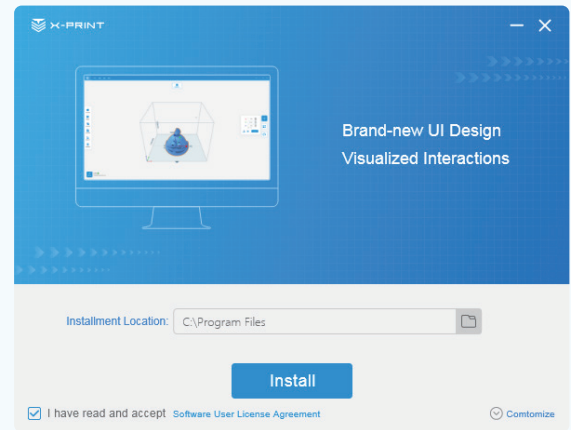 X-PRINT
Brand-new UI Design
Visualized Interactions
Installment Location:
C:\Program Files
Install
I have read and accept Software User License Agreement
Comtomize